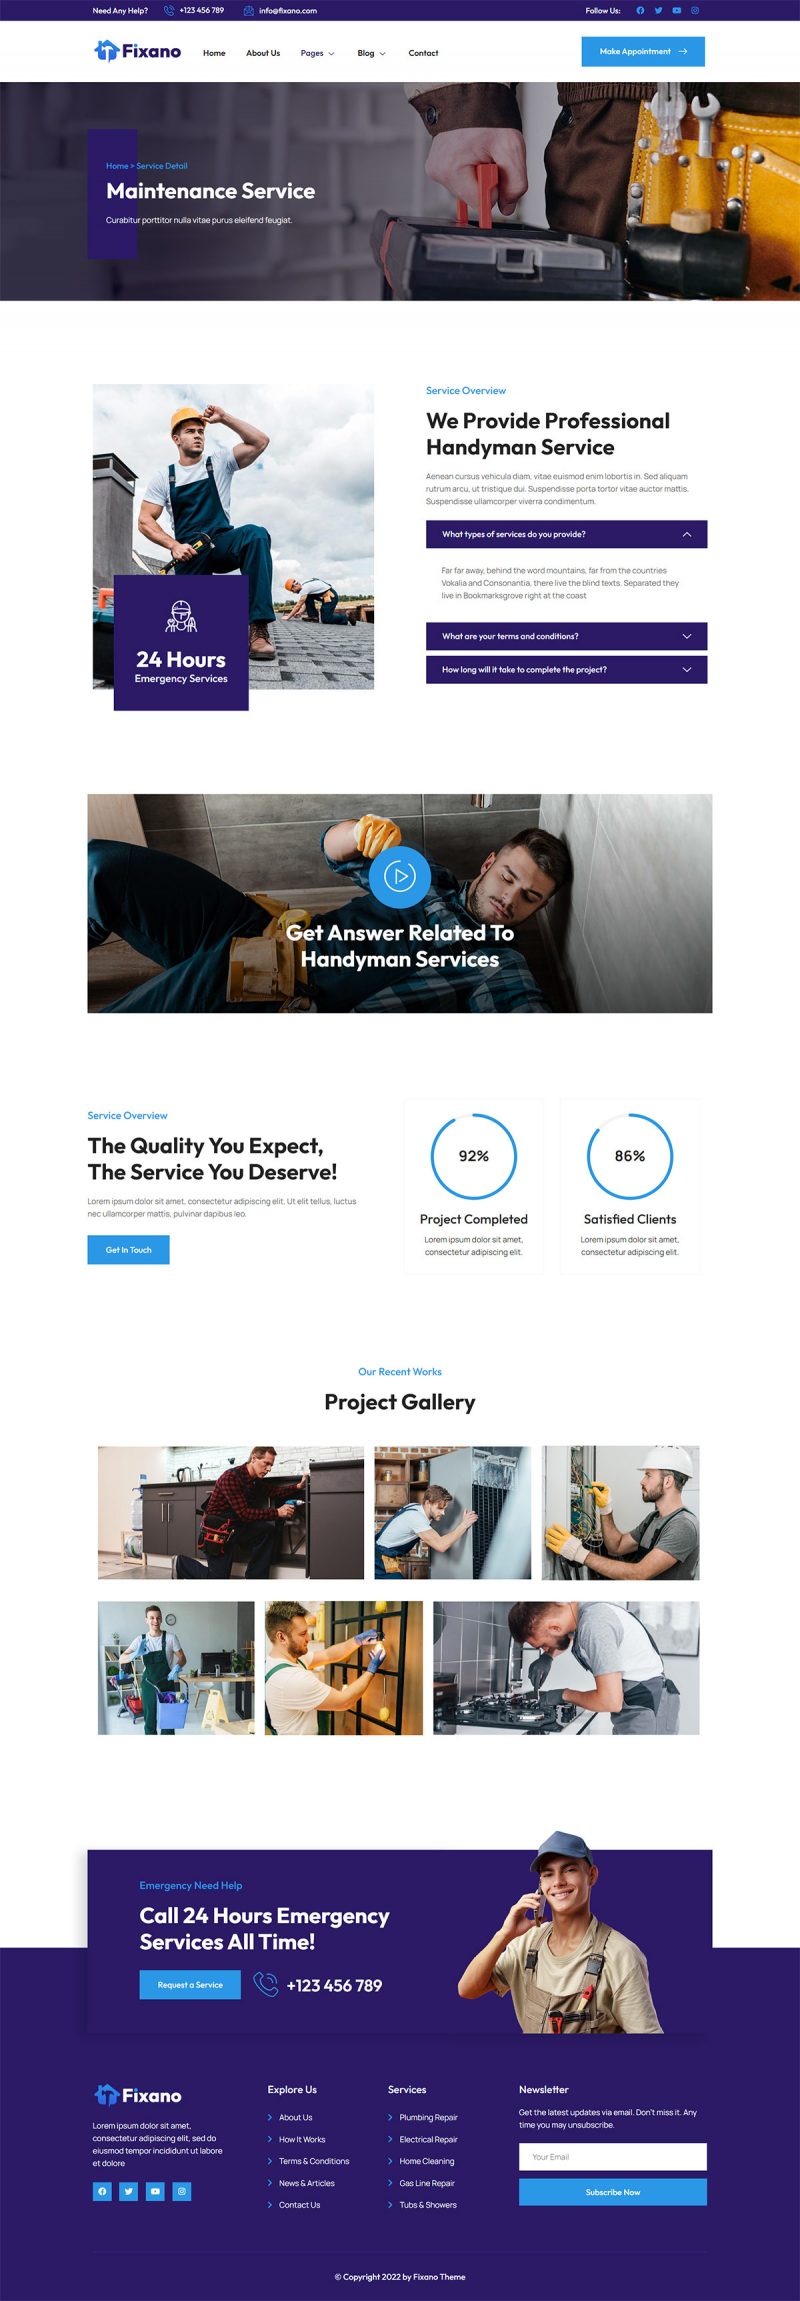 Need Any Help?
+123 456 789
info@fixano.com
Follow Us:
Fixano
Home
About Us
Pages
Blog
Contact
Make Appointment
Home > Service Detail
Maintenance Service
Curabitur porttitor nulla vitae purus eleifend feugiat.
24 Hours
Emergency Services
Service Overview
We Provide Professional
Handyman Service
Aenean cursus vehicula diam, vitae euismod enim lobortis in. Sed aliquam
rutrum arcu, ut tristique dui. Suspendisse porta tortor vitae auctor mattis.
Suspendisse ullamcorper viverra condimentum.
What types of services do you provide?
Far far away, behind the word mountains, far from the countries
Vokalia and Consonantia, there live the blind texts. Separated they
live in Bookmarksgrove right at the coast
What are your terms and conditions?
How long will it take to complete the project?
Get Answer Related To
Handyman Services
Service Overview
The Quality You Expect,
The Service You Deserve!
Lorem ipsum dolor sit amet, consectetur adipiscing elit. Ut elit tellus, luctus
nec ullamcorper mattis, pulvinar dapibus leo.
Get In Touch
92%
Project Completed
Lorem ipsum dolor sit amet,
consectetur adipiscing elit.
86%
Satisfied Clients
Lorem ipsum dolor sit amet,
consectetur adipiscing elit.
Our Recent Works
Project Gallery
Emergency Need Help
Call 24 Hours Emergency
Services All Time!
Request a Service
+123 456 789
Fixano
Lorem ipsum dolor sit amet,
consectetur adipiscing elit, sed do
eiusmod tempor incididunt ut labore
et dolore
Explore Us
About Us
How It Works
Terms & Conditions
News & Articles
Contact Us
Services
Plumbing Repair
Electrical Repair
Home Cleaning
Gas Line Repair
Tubs & Showers
Newsletter
Get the latest updates via email. Don't miss it. Any
time you may unsubscribe.
Your Email
Subscribe Now
© Copyright 2022 by Fixano Theme